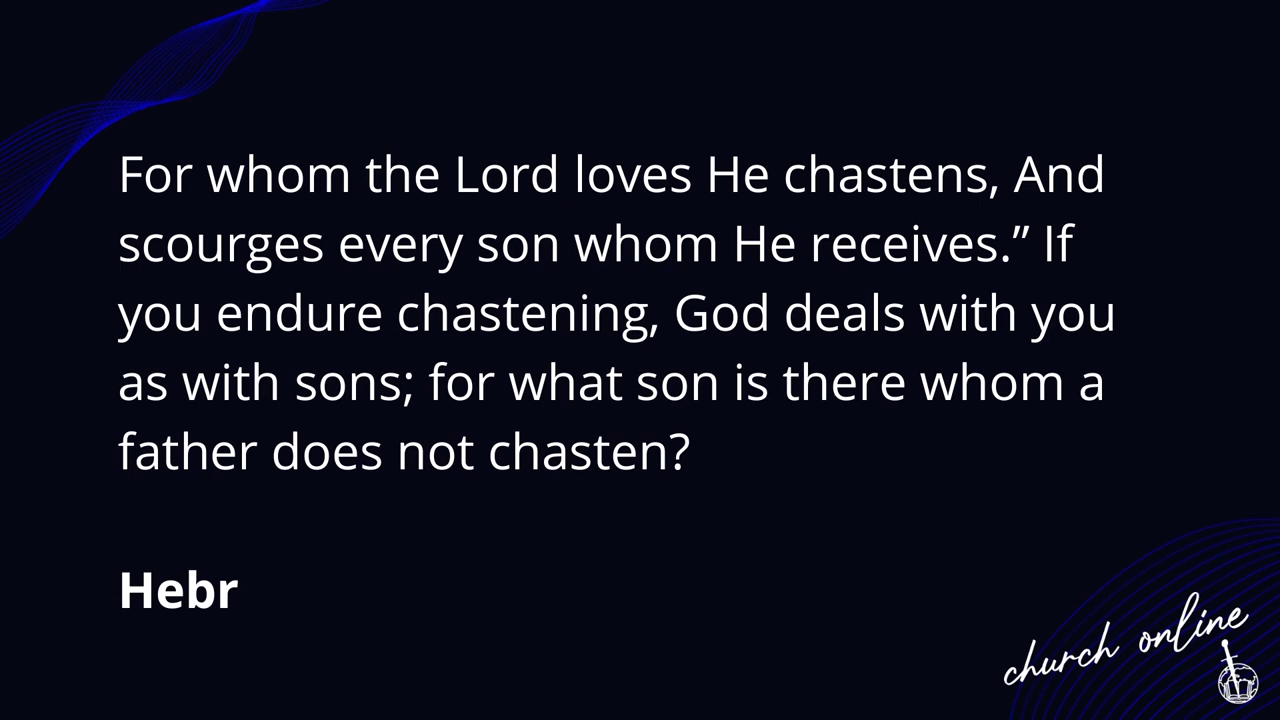 For whom the Lord loves He chastens, And
scourges every son whom He receives.” If
you endure chastening, God deals with you
as with sons; for what son is there whom a
father does not chasten?
Hebr
church online